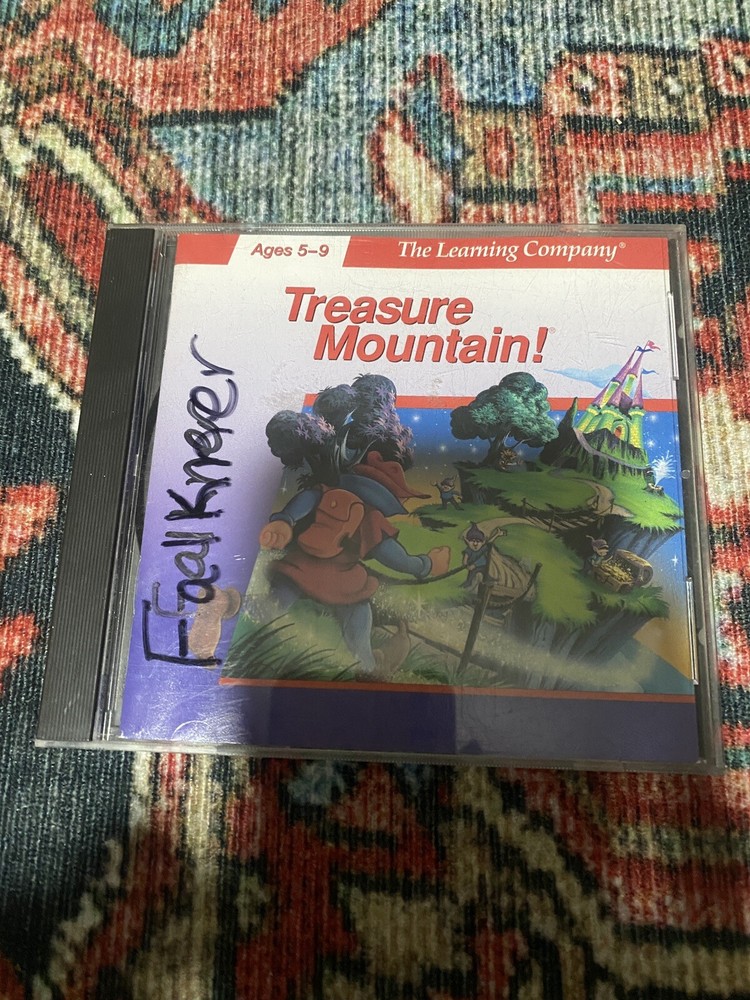 Ages 5–9
The Learning Company®
Treasure
Mountain!®